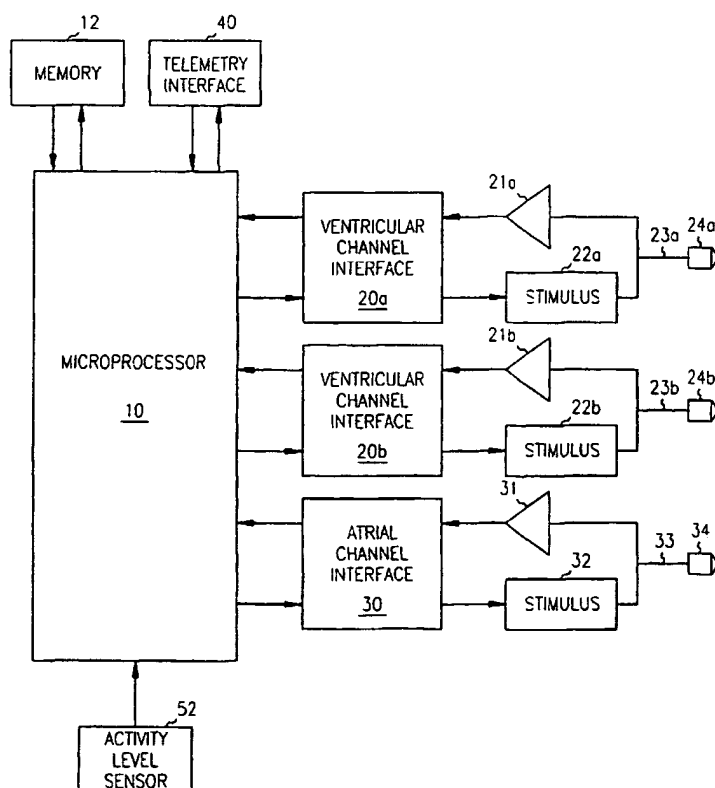 12
40
MEMORY
TELEMETRY
INTERFACE
21a
24a
VENTRICULAR
CHANNEL
INTERFACE
20a
22a
23a
STIMULUS
21b
24b
MICROPROCESSOR
10
VENTRICULAR
CHANNEL
INTERFACE
20b
22b
23b
STIMULUS
31
34
ATRIAL
CHANNEL
INTERFACE
30
32
33
STIMULUS
52
ACTIVITY
LEVEL
SENSOR